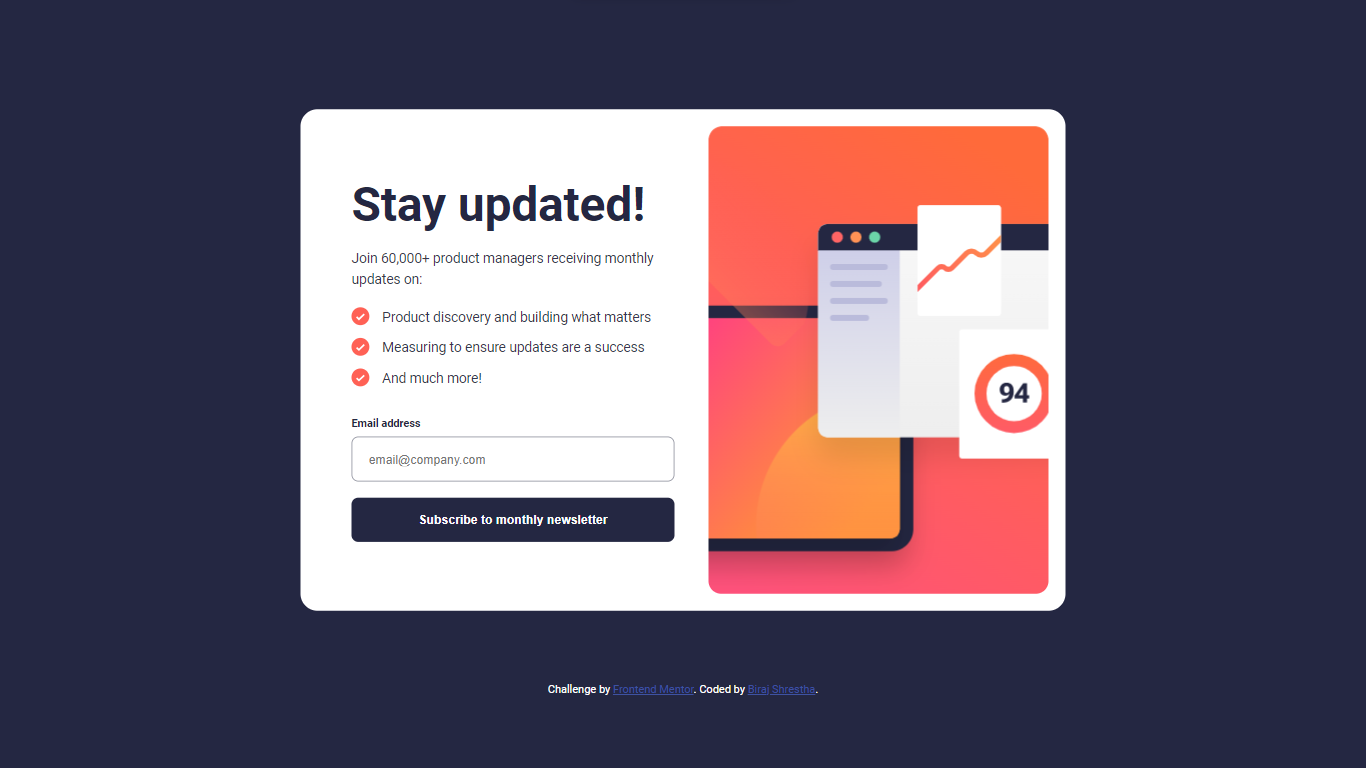 Stay updated!
Join 60,000+ product managers receiving monthly
updates on:
Product discovery and building what matters
Measuring to ensure updates are a success
And much more!
Email address
email@company.com
Subscribe to monthly newsletter
94
Challenge by Frontend Mentor. Coded by Biraj Shrestha.